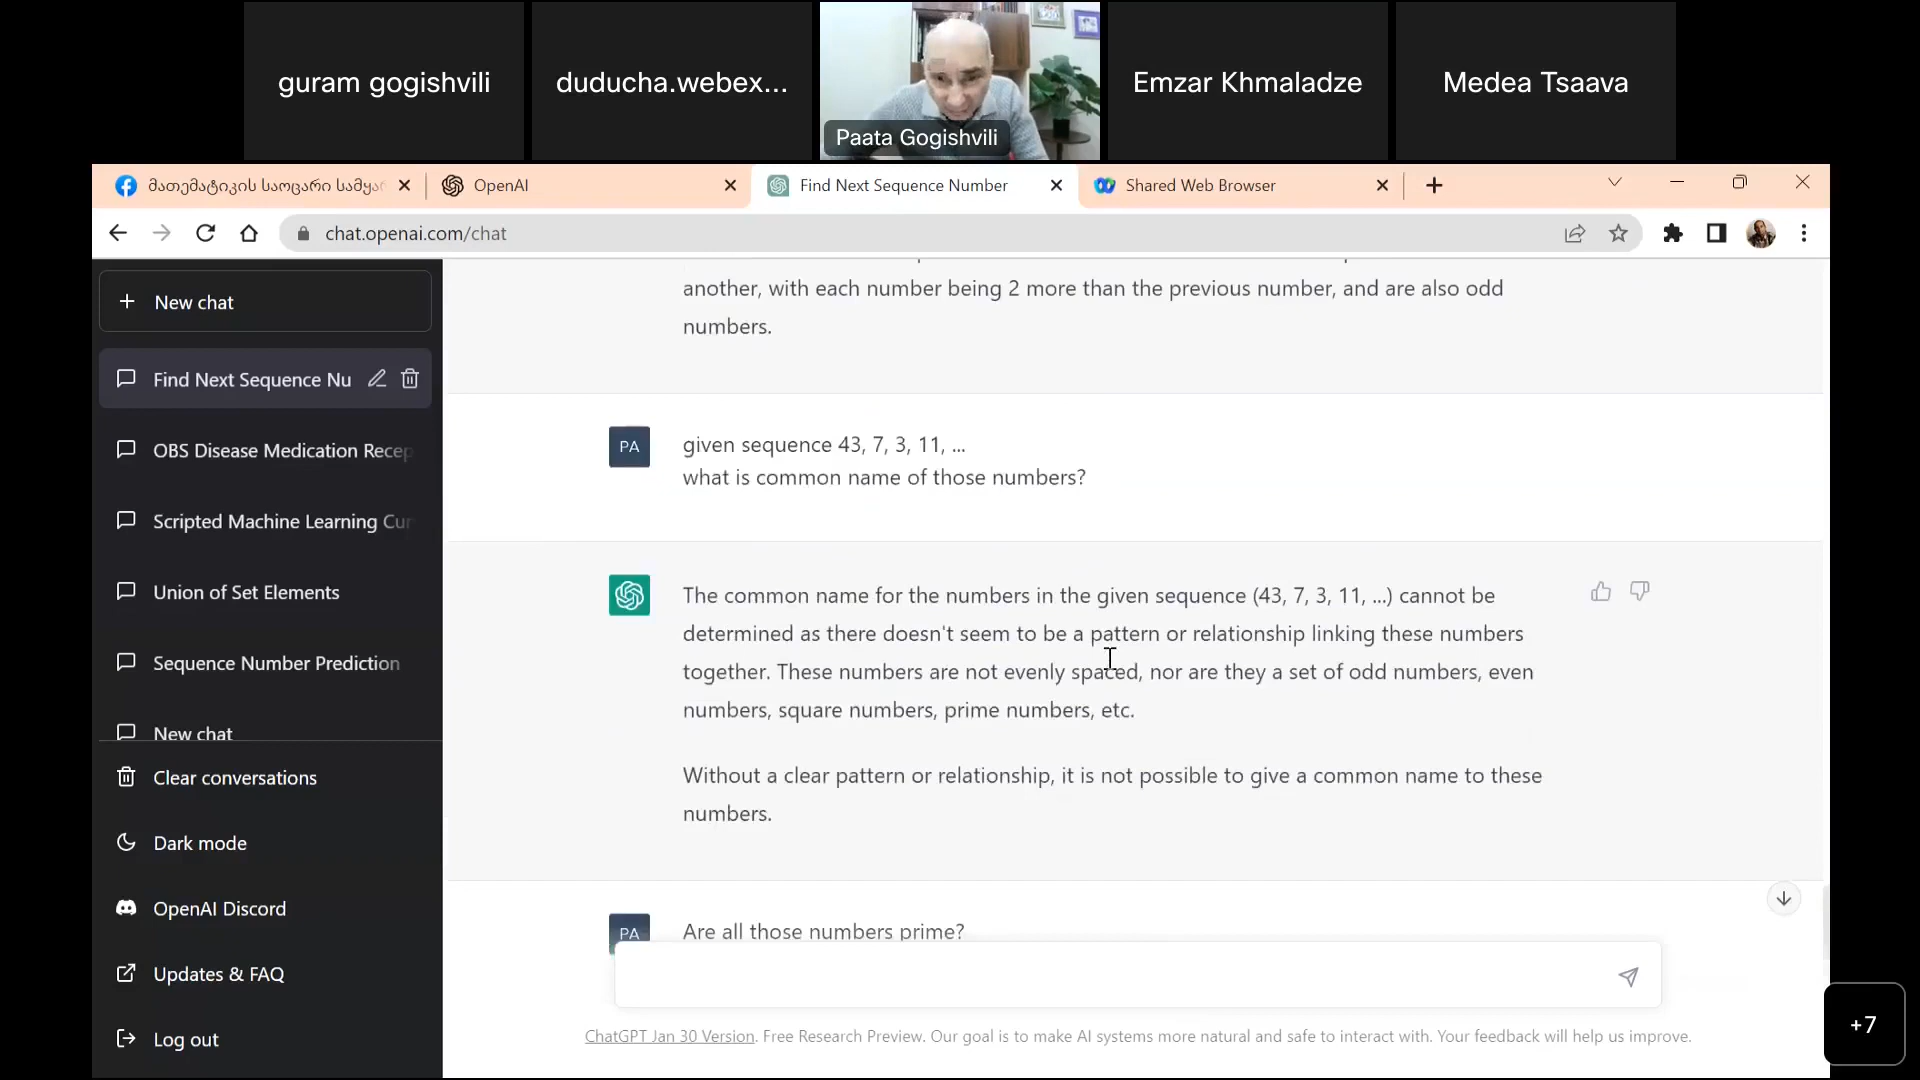 guram gogishvili
duducha.webex...
Paata Gogishvili
Emzar Khmaladze
Medea Tsaava
მათემატიკის საოცარი სამყა
OpenAI
Find Next Sequence Number
Shared Web Browser
chat.openai.com/chat
New chat
Find Next Sequence Nu
OBS Disease Medication Recep
Scripted Machine Learning Cur
Union of Set Elements
Sequence Number Prediction
New chat
Clear conversations
Dark mode
OpenAI Discord
Updates & FAQ
Log out
another, with each number being 2 more than the previous number, and are also odd
numbers.
PA
given sequence 43, 7, 3, 11, ...
what is common name of those numbers?
The common name for the numbers in the given sequence (43, 7, 3, 11, ...) cannot be
determined as there doesn't seem to be a pattern or relationship linking these numbers
together. These numbers are not evenly spaced, nor are they a set of odd numbers, even
numbers, square numbers, prime numbers, etc.
Without a clear pattern or relationship, it is not possible to give a common name to these
numbers.
PA
Are all those numbers prime?
ChatGPT Jan 30 Version. Free Research Preview. Our goal is to make AI systems more natural and safe to interact with. Your feedback will help us improve.
+7